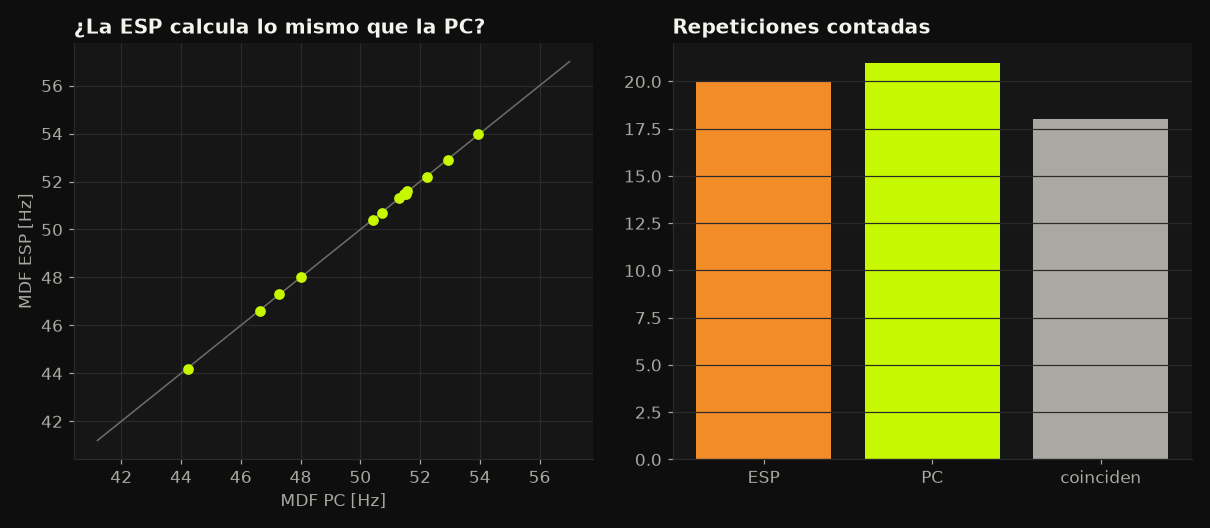 ¿La ESP calcula lo mismo que la PC?
MDF ESP [Hz]
56
54
52
50
48
46
44
42
42 44 46 48 50 52 54 56
MDF PC [Hz]
Repeticiones contadas
20.0
17.5
15.0
12.5
10.0
7.5
5.0
2.5
0.0
ESP PC coinciden